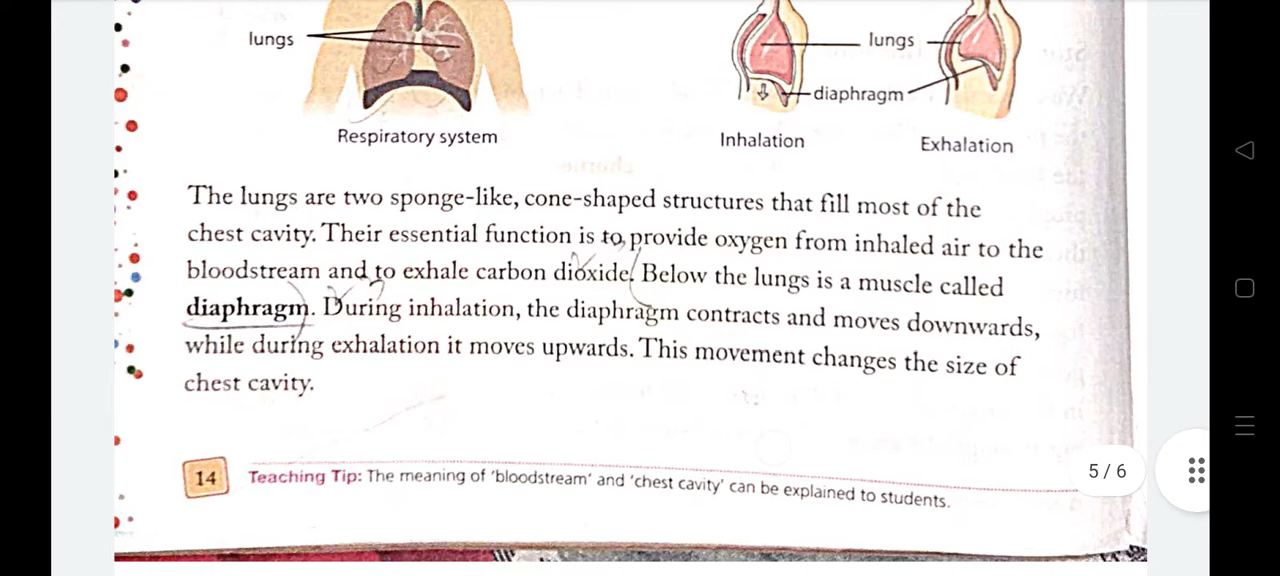 lungs
lungs
diaphragm
Respiratory system
Inhalation
Exhalation
The lungs are two sponge-like, cone-shaped structures that fill most of the
chest cavity. Their essential function is to provide oxygen from inhaled air to the
bloodstream and to exhale carbon dioxide. Below the lungs is a muscle called
diaphragm. During inhalation, the diaphragm contracts and moves downwards,
while during exhalation it moves upwards. This movement changes the size of
chest cavity.
5 / 6
14
Teaching Tip: The meaning of 'bloodstream' and 'chest cavity' can be explained to students.